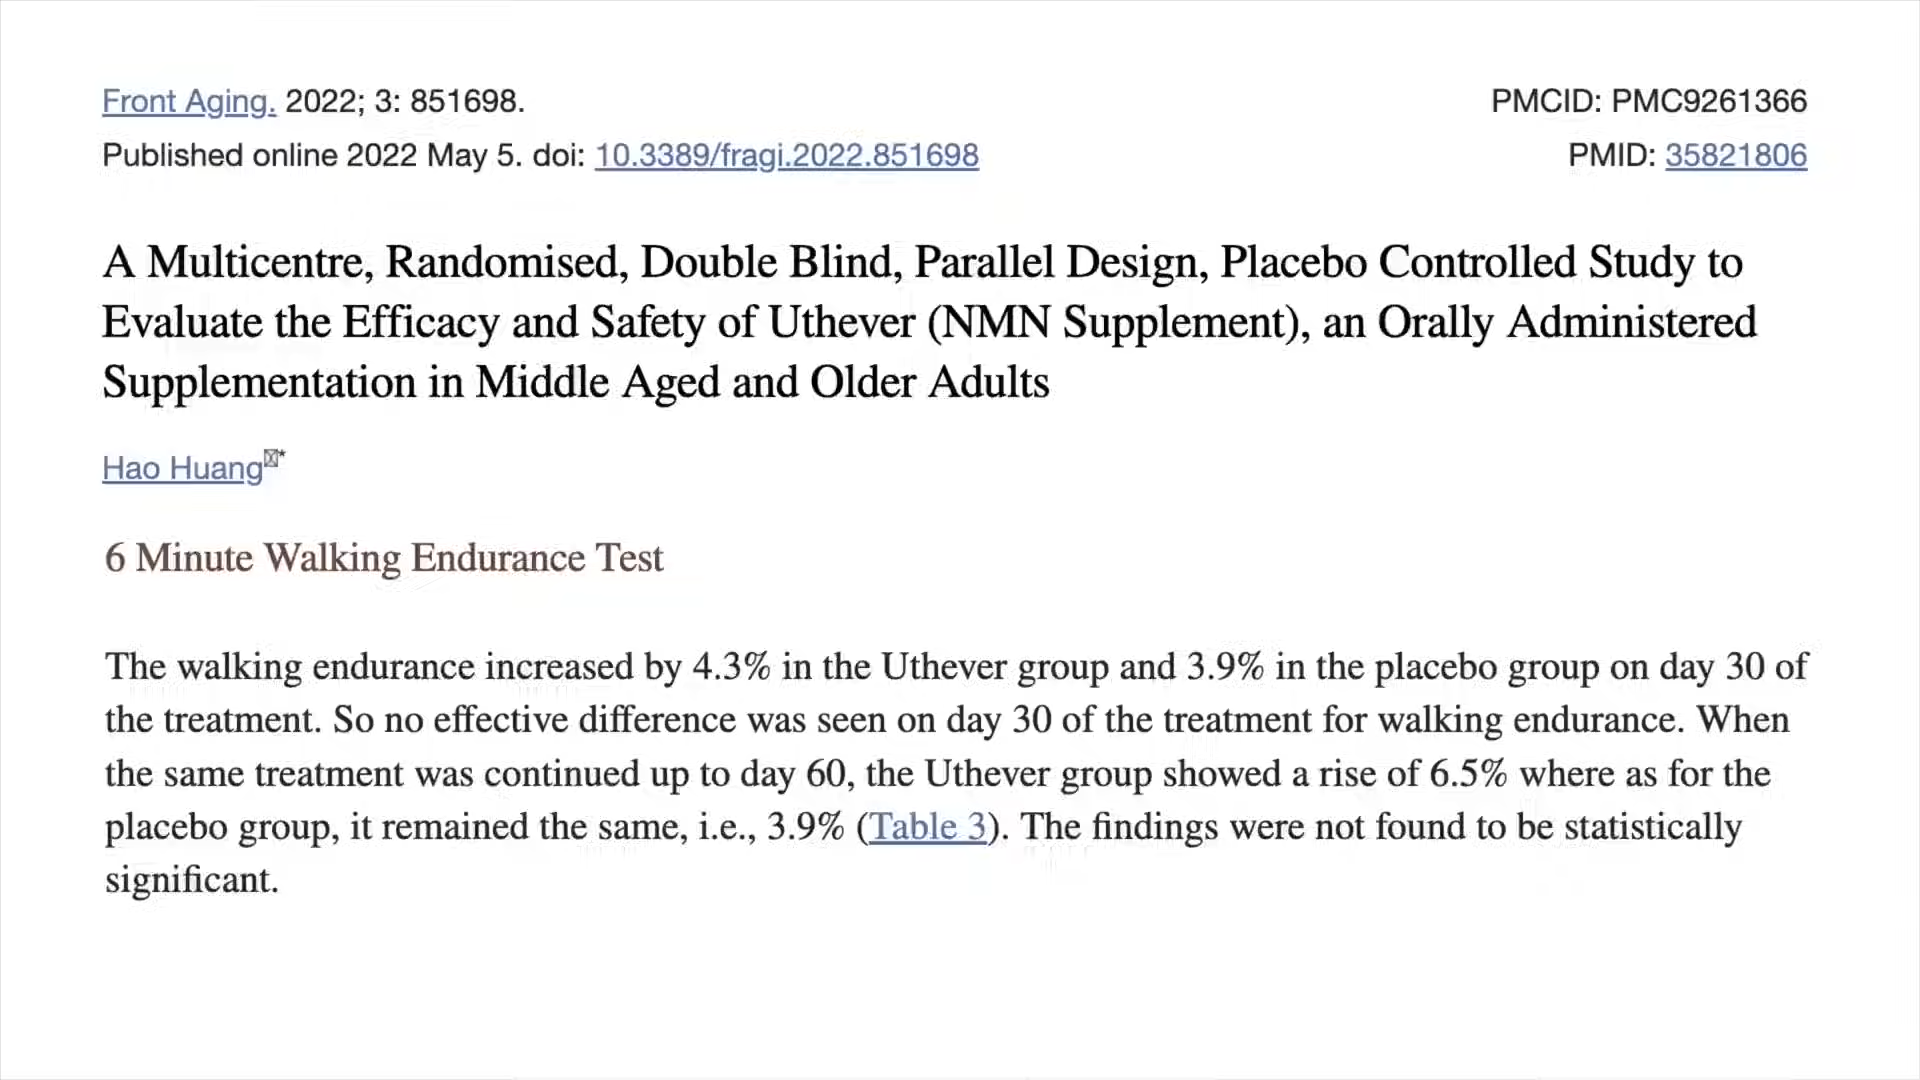 Front Aging. 2022; 3: 851698.
PMCID: PMC9261366
Published online 2022 May 5. doi: 10.3389/fragi.2022.851698
PMID: 35821806
A Multicentre, Randomised, Double Blind, Parallel Design, Placebo Controlled Study to
Evaluate the Efficacy and Safety of Uthever (NMN Supplement), an Orally Administered
Supplementation in Middle Aged and Older Adults
Hao Huang*
6 Minute Walking Endurance Test
The walking endurance increased by 4.3% in the Uthever group and 3.9% in the placebo group on day 30 of
the treatment. So no effective difference was seen on day 30 of the treatment for walking endurance. When
the same treatment was continued up to day 60, the Uthever group showed a rise of 6.5% where as for the
placebo group, it remained the same, i.e., 3.9% (Table 3). The findings were not found to be statistically
significant.